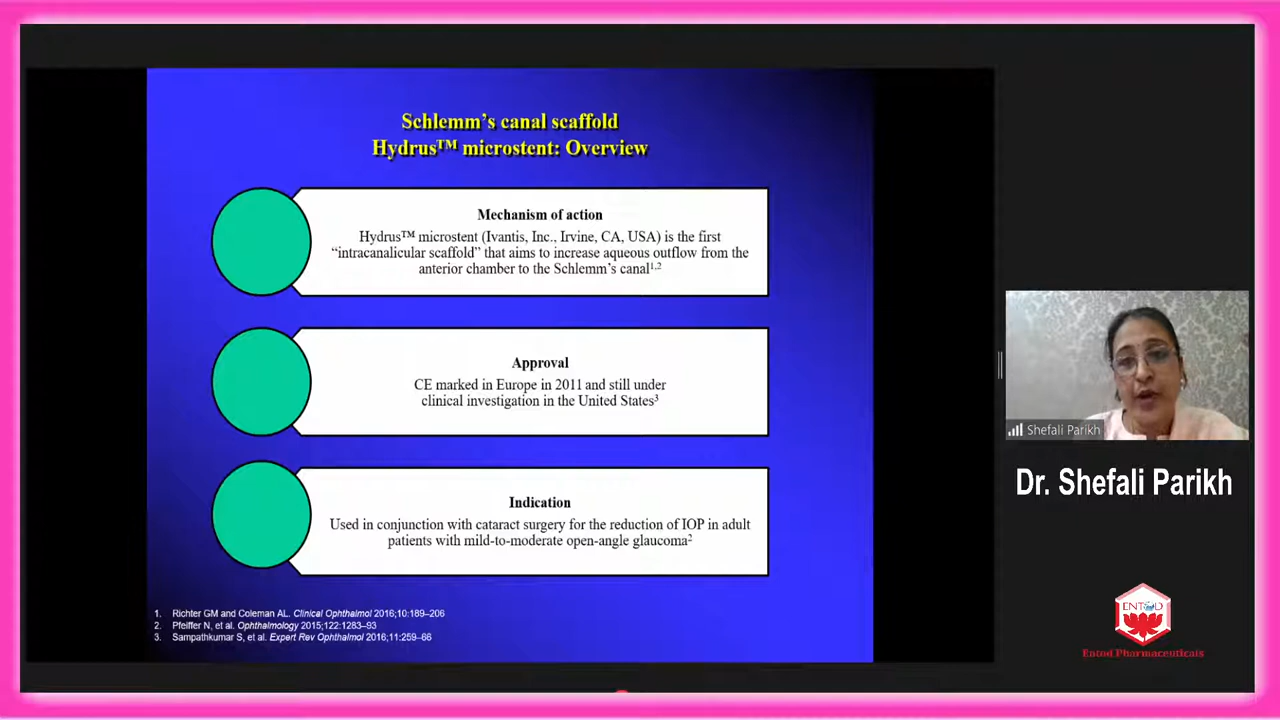 Schlemm’s canal scaffold
Hydrus™ microstent: Overview
Mechanism of action
Hydrus™ microstent (Ivantis, Inc., Irvine, CA, USA) is the first
“intracanalicular scaffold” that aims to increase aqueous outflow from the
anterior chamber to the Schlemm’s canal¹,²
Approval
CE marked in Europe in 2011 and still under
clinical investigation in the United States³
Indication
Used in conjunction with cataract surgery for the reduction of IOP in adult
patients with mild-to-moderate open-angle glaucoma²
1. Richter GM and Coleman AL. Clinical Ophthalmol 2016;10:189–206
2. Pfeiffer N, et al. Ophthalmology 2015;122:1283–93
3. Sampathkumar S, et al. Expert Rev Ophthalmol 2016;11:259–66
Shefali Parikh
Dr. Shefali Parikh
ENTOD
Entod Pharmaceuticals